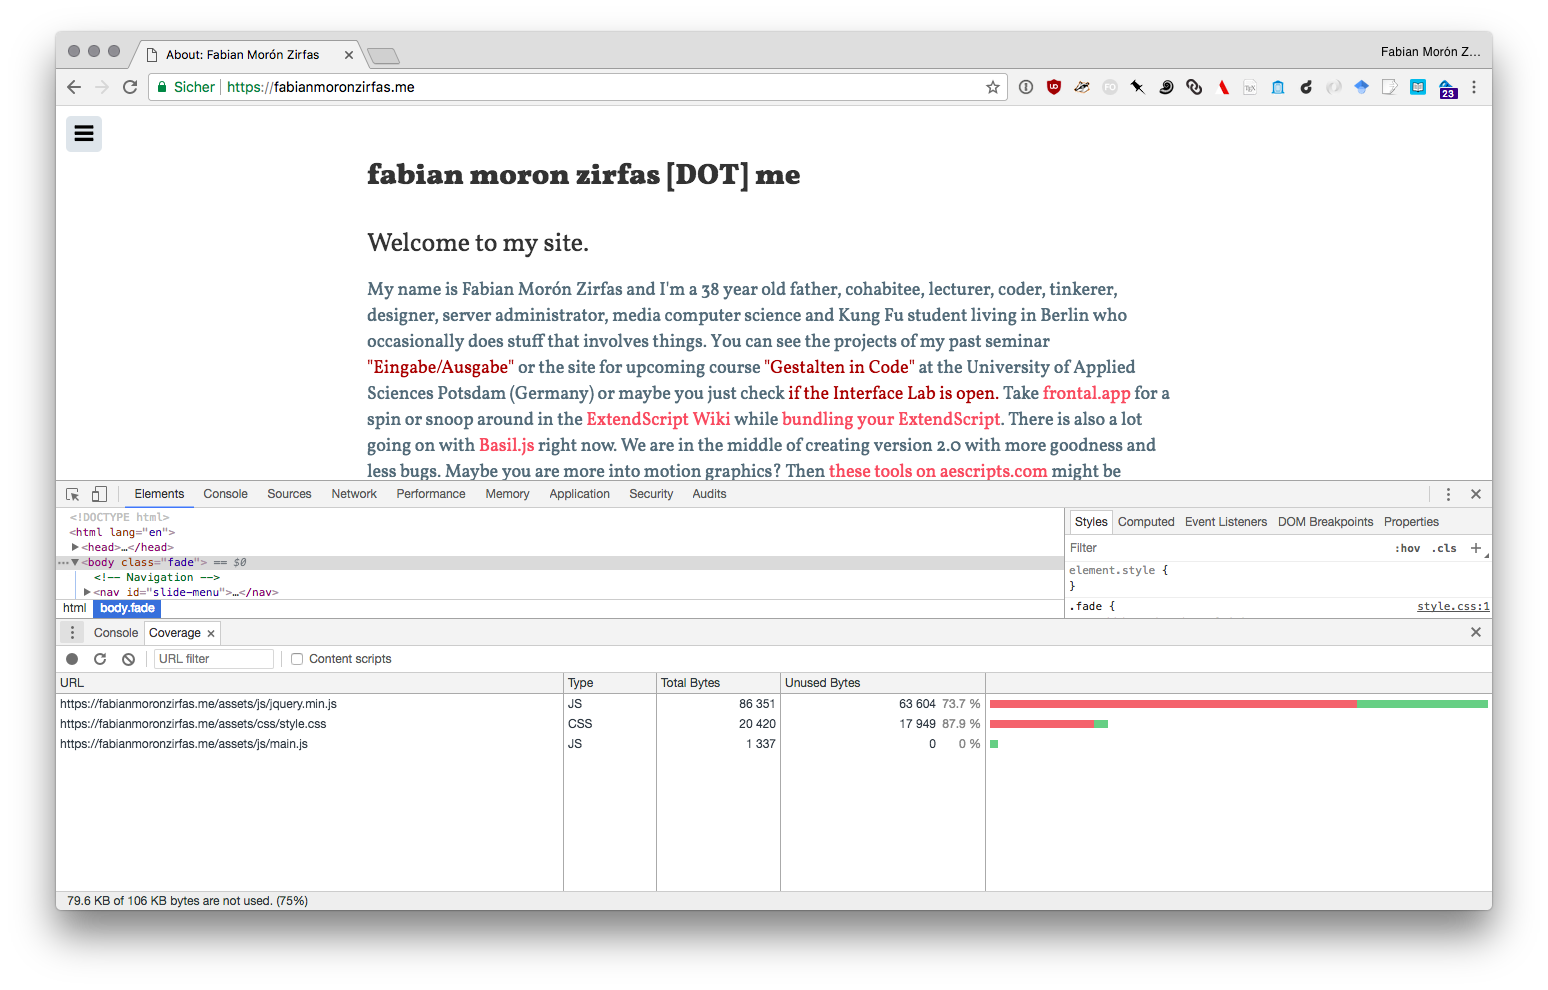 About: Fabian Morón Zirfas
Fabian Morón Z...
Sicher https://fabianmoronzirfas.me
23
fabian moron zirfas [DOT] me
Welcome to my site.
My name is Fabian Morón Zirfas and I'm a 38 year old father, cohabitee, lecturer, coder, tinkerer,
designer, server administrator, media computer science and Kung Fu student living in Berlin who
occasionally does stuff that involves things. You can see the projects of my past seminar
"Eingabe/Ausgabe" or the site for upcoming course "Gestalten in Code" at the University of Applied
Sciences Potsdam (Germany) or maybe you just check if the Interface Lab is open. Take frontal.app for a
spin or snoop around in the ExtendScript Wiki while bundling your ExtendScript. There is also a lot
going on with Basil.js right now. We are in the middle of creating version 2.0 with more goodness and
less bugs. Maybe you are more into motion graphics? Then these tools on aescripts.com might be
Elements Console Sources Network Performance Memory Application Security Audits
<!DOCTYPE html>
<html lang="en">
<head>…</head>
<body class="fade"> == $0
<!-- Navigation -->
<nav id="slide-menu">…</nav>
html body.fade
Styles Computed Event Listeners DOM Breakpoints Properties
Filter :hov .cls +
element.style {
}
.fade { style.css:1
Console Coverage ×
URL filter Content scripts
URL Type Total Bytes Unused Bytes
https://fabianmoronzirfas.me/assets/js/jquery.min.js JS 86 351 63 604 73.7 %
https://fabianmoronzirfas.me/assets/css/style.css CSS 20 420 17 949 87.9 %
https://fabianmoronzirfas.me/assets/js/main.js JS 1 337 0 0 %
79.6 KB of 106 KB bytes are not used. (75%)